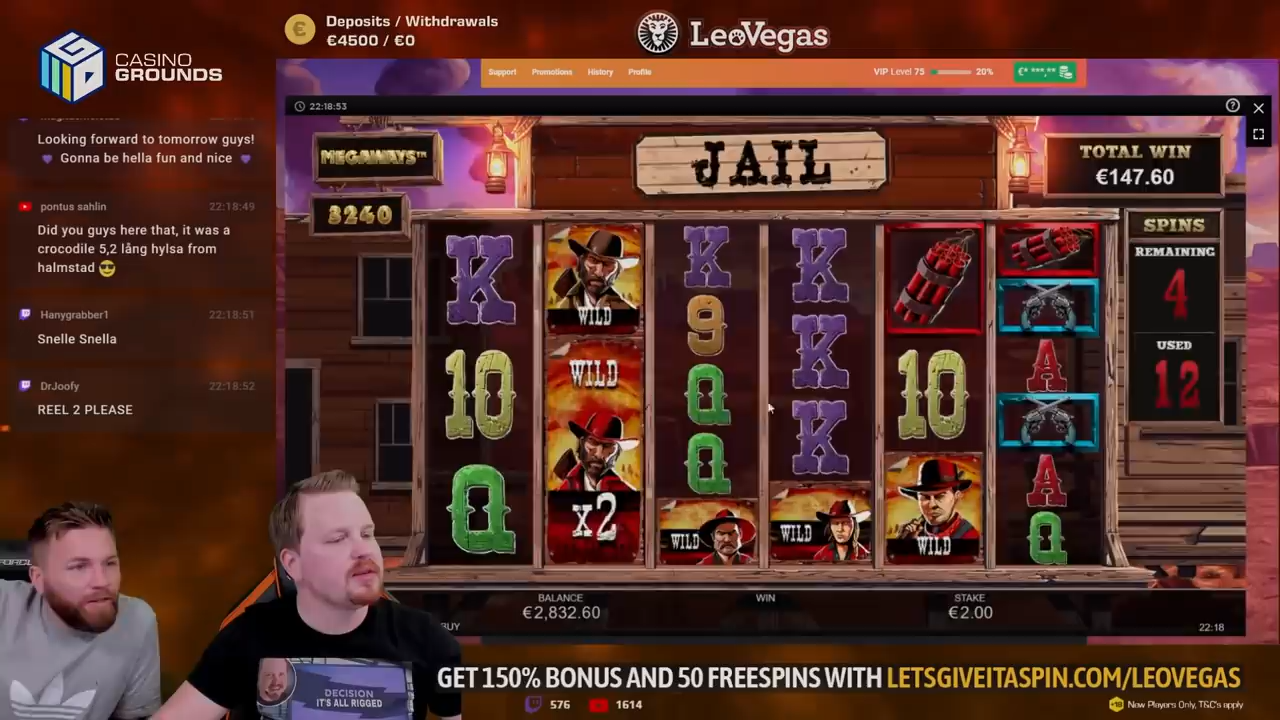 Deposits / Withdrawals
€4500 / €0
LeoVegas
CASINO
GROUNDS
Support
Promotions
History
Profile
VIP Level 75
20%
22:18:53
Looking forward to tomorrow guys!
Gonna be hella fun and nice
pontus sahlin
22:18:49
Did you guys here that, it was a
crocodile 5,2 lång hylsa from
halmstad
Hanygrabber1
22:18:51
Snelle Snella
DrJoofy
22:18:52
REEL 2 PLEASE
MEGAWAYS™
3240
JAIL
TOTAL WIN
€147.60
SPINS
REMAINING
4
USED
12
K
10
Q
WILD
WILD
x2
K
9
Q
Q
WILD
K
K
K
WILD
10
WILD
A
A
Q
BALANCE
€2,832.60
WIN
STAKE
€2.00
BUY
22:18
DECISION
IT'S ALL RIGGED
GET 150% BONUS AND 50 FREESPINS WITH LETSGIVEITASPIN.COM/LEOVEGAS
576
1614
+18
New Players Only, T&C's apply